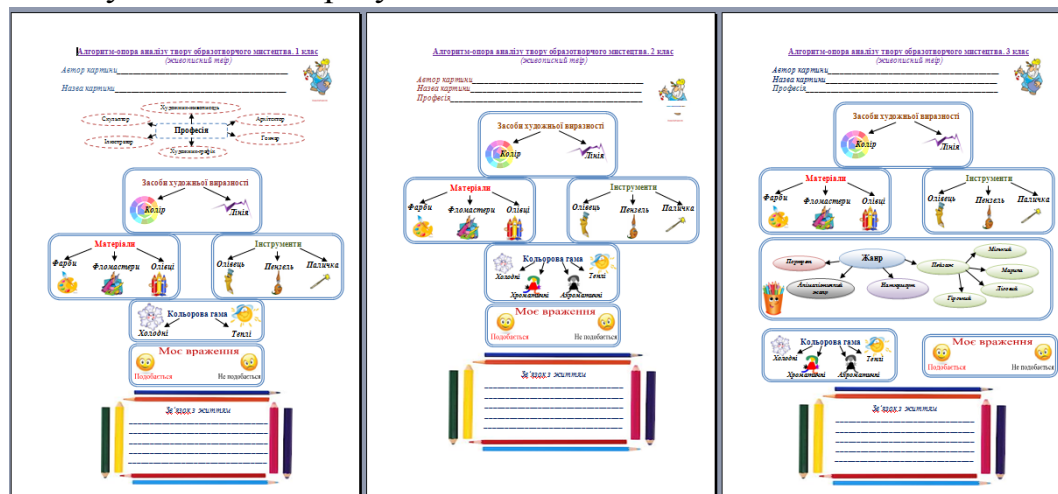 Алгоритм-опора аналізу твору образотворчого мистецтва. 1 клас
(живописний твір)
Автор картини
Назва картини
Художник-живописець
Скульптор
Архітектор
Професія
Ілюстратор
Гончар
Художник-графік
Засоби художньої виразності
Колір
Лінія
Матеріали
Фарби
Фломастери
Олівці
Інструменти
Олівець
Пензель
Паличка
Кольорова гама
Холодні
Теплі
Моє враження
Подобається
Не подобається
Зв'язок з життям
Алгоритм-опора аналізу твору образотворчого мистецтва. 2 клас
(живописний твір)
Автор картини
Назва картини
Професія
Засоби художньої виразності
Колір
Лінія
Матеріали
Фарби
Фломастери
Олівці
Інструменти
Олівець
Пензель
Паличка
Кольорова гама
Холодні
Теплі
Хроматичні
Ахроматичні
Моє враження
Подобається
Не подобається
Зв'язок з життям
Алгоритм-опора аналізу твору образотворчого мистецтва. 3 клас
(живописний твір)
Автор картини
Назва картини
Професія
Засоби художньої виразності
Колір
Лінія
Матеріали
Фарби
Фломастери
Олівці
Інструменти
Олівець
Пензель
Паличка
Жанр
Портрет
Анімалістичний жанр
Натюрморт
Пейзаж
Міський
Марина
Лісовий
Гірський
Кольорова гама
Холодні
Теплі
Хроматичні
Ахроматичні
Моє враження
Подобається
Не подобається
Зв'язок з життям